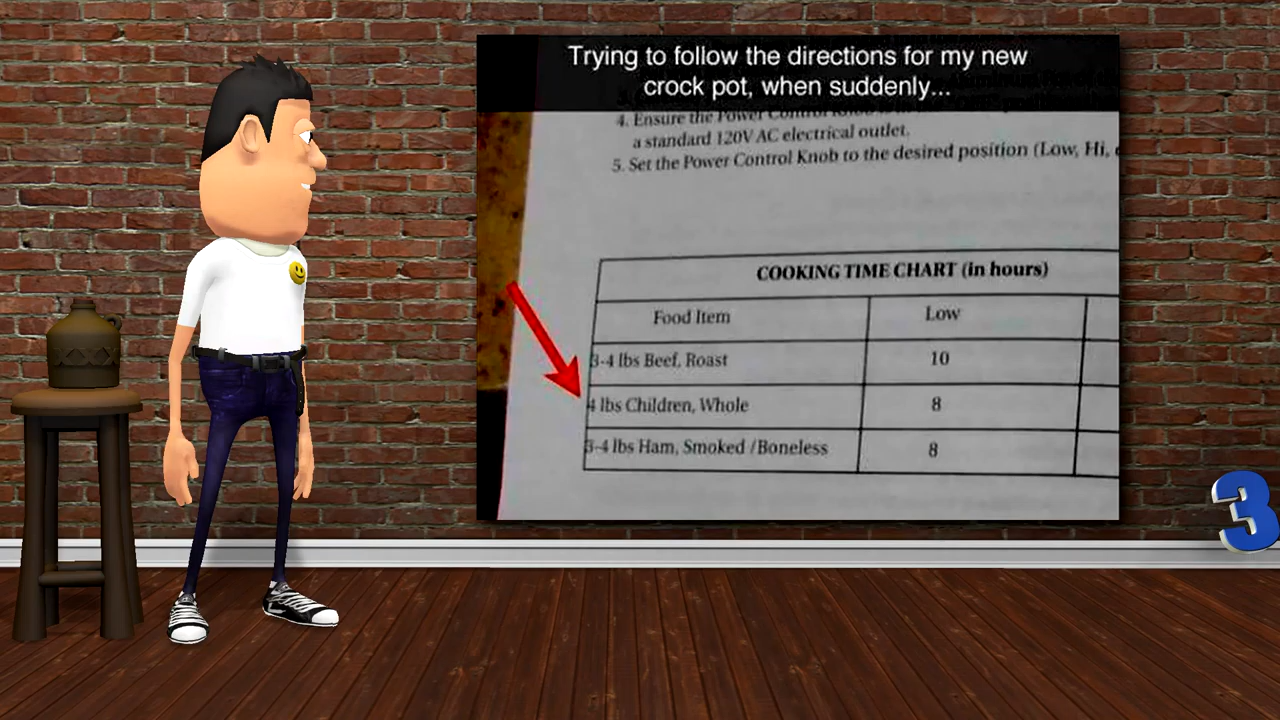 Trying to follow the directions for my new
crock pot, when suddenly...
4. Ensure the Power Control
a standard 120V AC electrical outlet.
5. Set the Power Control Knob to the desired position (Low, Hi,
COOKING TIME CHART (in hours)
Food Item Low
3-4 lbs Beef, Roast 10
4 lbs Children, Whole 8
3-4 lbs Ham, Smoked /Boneless 8
3